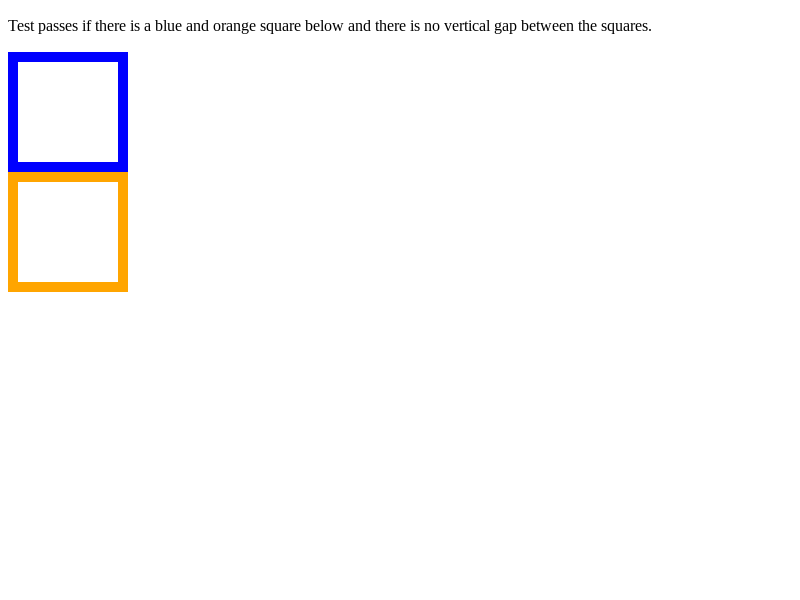 Test passes if there is a blue and orange square below and there is no vertical gap between the squares.